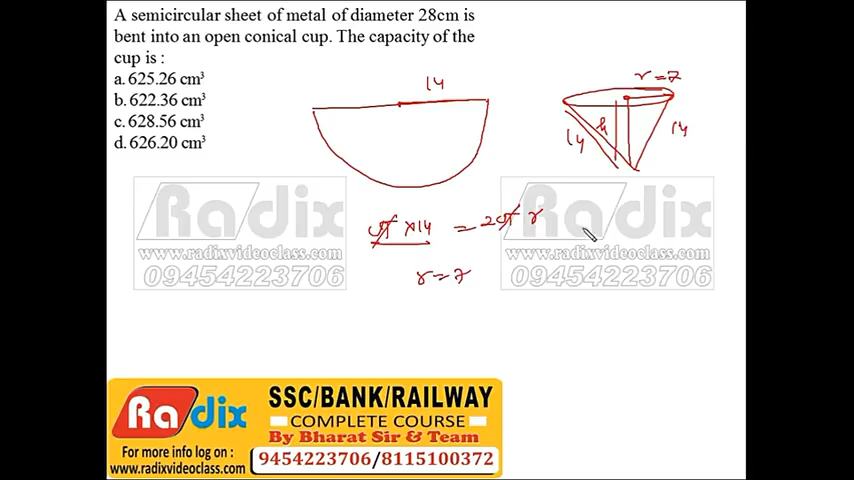 A semicircular sheet of metal of diameter 28cm is
bent into an open conical cup. The capacity of the
cup is :
a. 625.26 cm³
b. 622.36 cm³
c. 628.56 cm³
d. 626.20 cm³
14
r = 7
h
14
14
π × 14 = 2π r
r = 7
Radix
www.radixvideoclass.com
09454223706
Radix
www.radixvideoclass.com
09454223706
Radix
For more info log on :
www.radixvideoclass.com
SSC/BANK/RAILWAY
COMPLETE COURSE
By Bharat Sir & Team
9454223706/8115100372